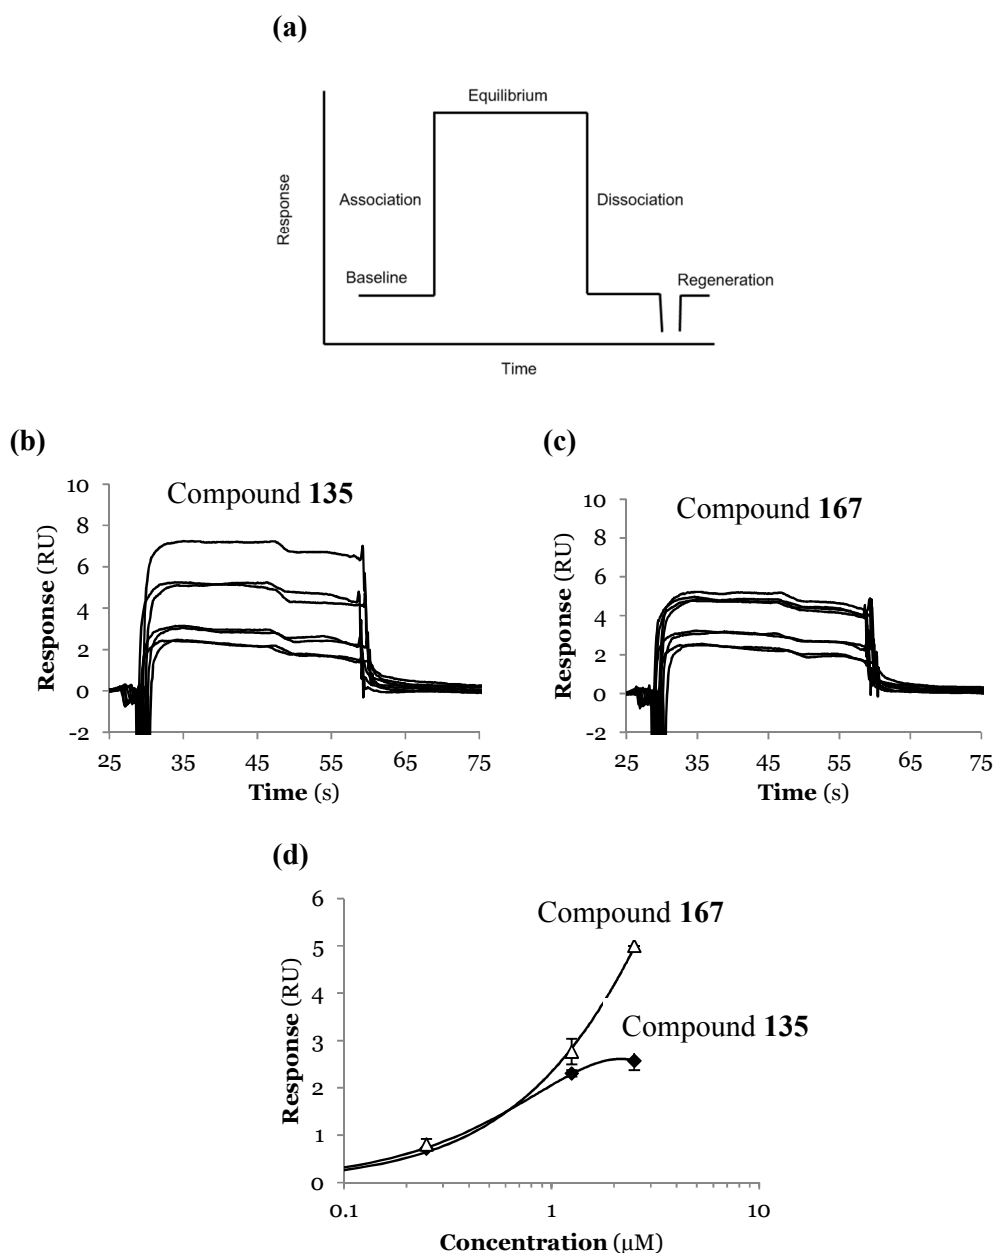 (a)
Equilibrium
Response
Association
Dissociation
Baseline
Regeneration
Time
(b)
Compound 135
Response (RU)
10
8
6
4
2
0
-2
25
35
45
55
65
75
Time (s)
(c)
Compound 167
Response (RU)
10
8
6
4
2
0
-2
25
35
45
55
65
75
Time (s)
(d)
Compound 167
Compound 135
Response (RU)
6
5
4
3
2
1
0
0.1
1
10
Concentration (µM)